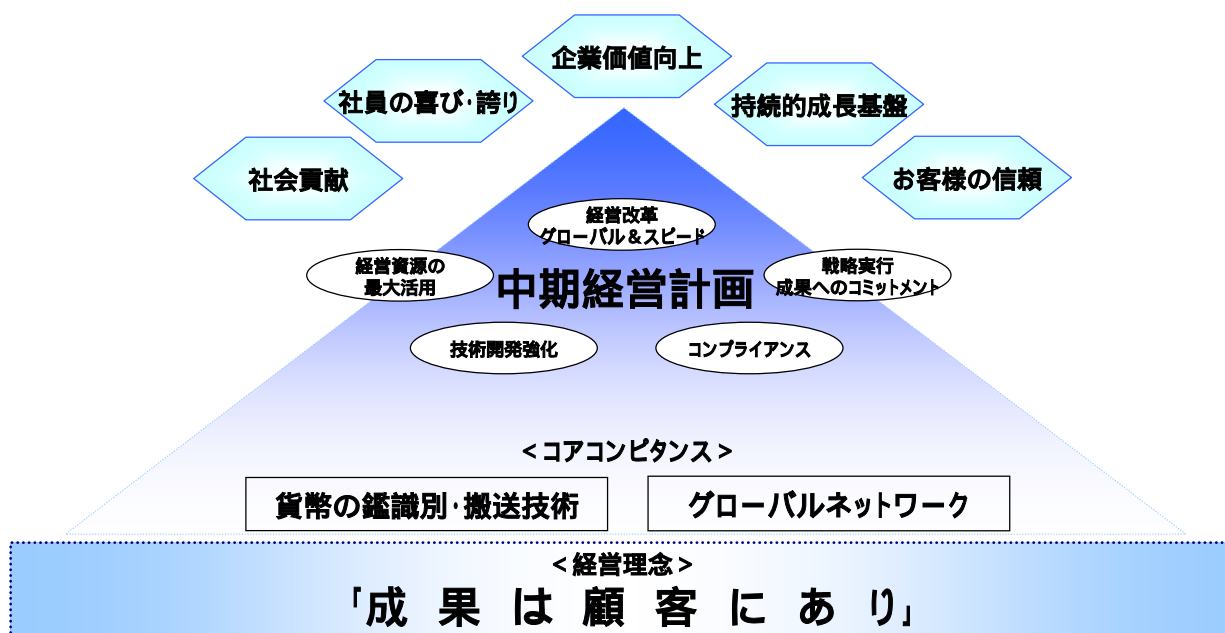 企業価値向上
社員の喜び･誇り
持続的成長基盤
社会貢献
お客様の信頼
経営改革
グローバル＆スピード
経営資源の
最大活用
戦略実行
成果へのコミットメント
中期経営計画
技術開発強化
コンプライアンス
＜コアコンピタンス＞
貨幣の鑑識別･搬送技術
グローバルネットワーク
＜経営理念＞
｢成 果 は 顧 客 に あ り｣